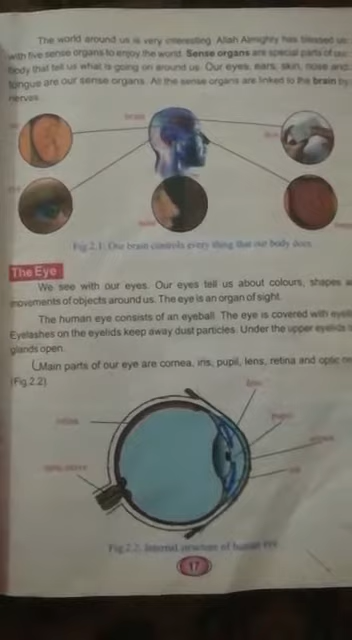 The world around us is very interesting. Allah Almighty has blessed us
with five sense organs to enjoy the world. Sense organs are special parts of our
body that tell us what is going on around us. Our eyes, ears, skin, nose and
tongue are our sense organs. All the sense organs are linked to the brain by
nerves.
brain
Fig 2.1: Our brain controls every thing that our body does
The Eye
We see with our eyes. Our eyes tell us about colours, shapes a
movements of objects around us. The eye is an organ of sight.
The human eye consists of an eyeball. The eye is covered with eyeli
Eyelashes on the eyelids keep away dust particles. Under the upper eyelids
glands open.
Main parts of our eye are cornea, iris, pupil, lens, retina and optic ne
(Fig.2.2)
lens
pupil
retina
cornea
iris
optic nerve
Fig 2.2: Internal structure of human eye
17